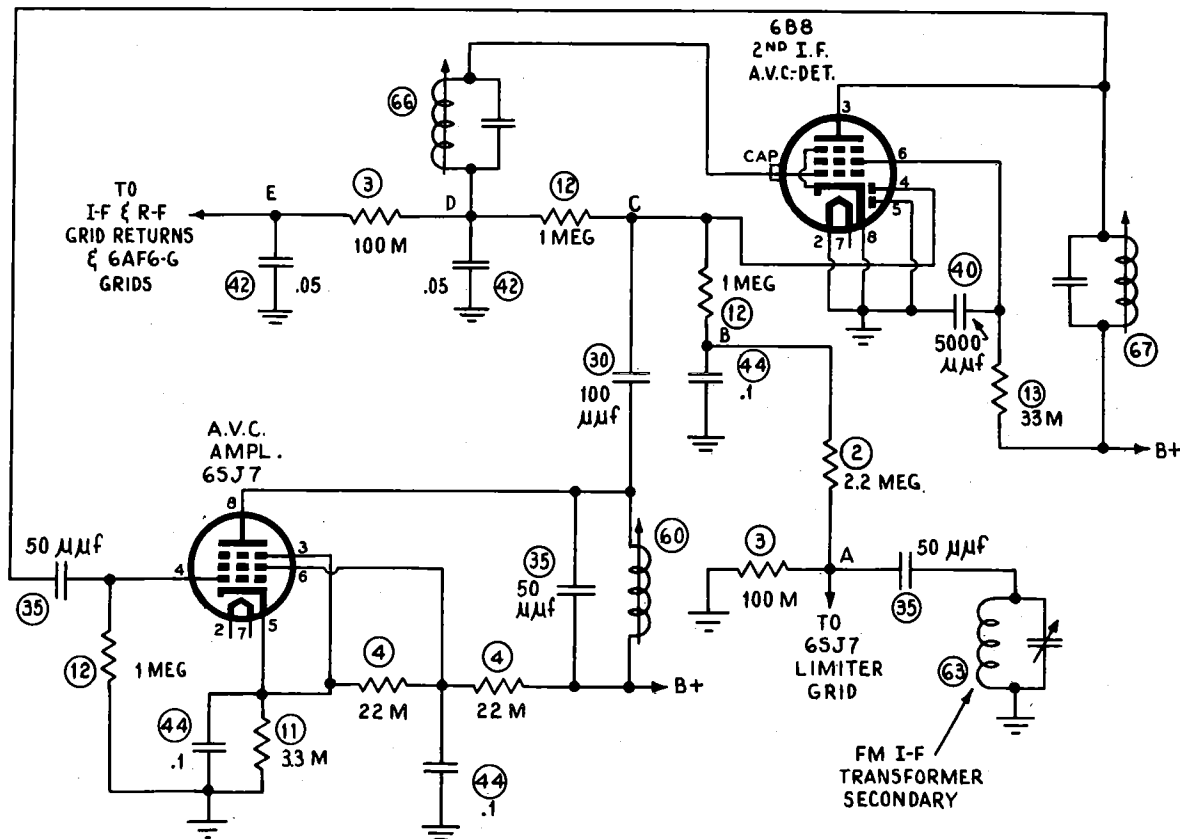 6B8
2ND I.F.
A.V.C-DET.
3
CAP
6
4
5
2
7
8
66
TO
I-F & R-F
GRID RETURNS
& 6AF6-G
GRIDS
E
3
100 M
D
12
1 MEG
C
42
.05
.05
42
1 MEG
12
B
44
.1
40
5000
μμf
67
13
33 M
B+
30
100
μμf
2
2.2 MEG.
A.V.C.
AMPL.
6SJ7
8
50 μμf
35
4
3
6
2
7
5
12
1 MEG
44
.1
11
3.3 M
4
22 M
4
22 M
44
.1
35
50
μμf
60
B+
3
100 M
A
50 μμf
35
TO
6SJ7
LIMITER
GRID
63
FM I-F
TRANSFORMER
SECONDARY